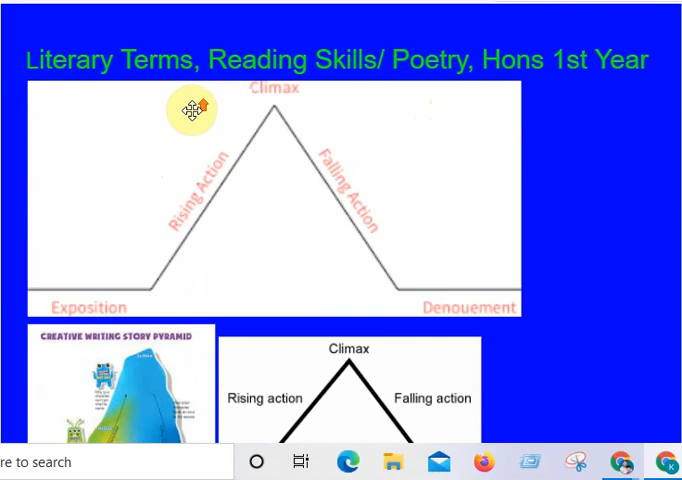 Literary Terms, Reading Skills/ Poetry, Hons 1st Year
Climax
Rising Action
Falling Action
Exposition
Denouement
CREATIVE WRITING STORY PYRAMID
Climax
Rising action
Falling action
re to search